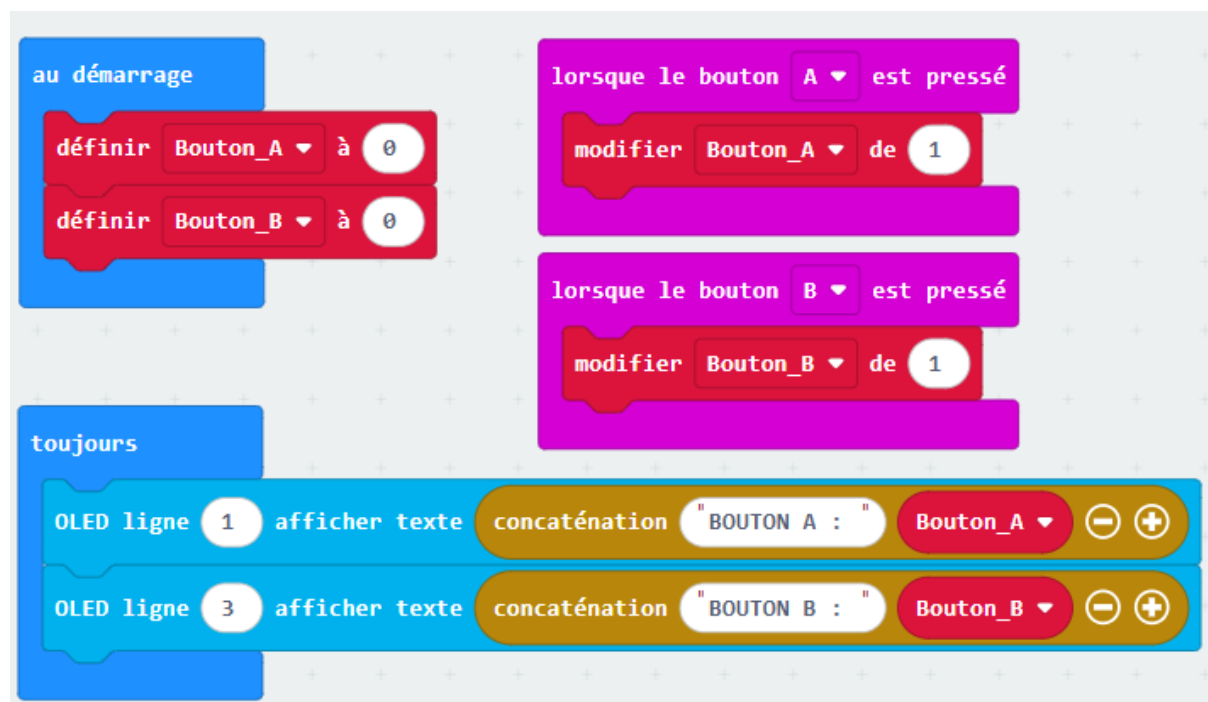 au démarrage
définir Bouton_A à 0
définir Bouton_B à 0
lorsque le bouton A est pressé
modifier Bouton_A de 1
lorsque le bouton B est pressé
modifier Bouton_B de 1
toujours
OLED ligne 1 afficher texte concaténation "BOUTON A : " Bouton_A
OLED ligne 3 afficher texte concaténation "BOUTON B : " Bouton_B